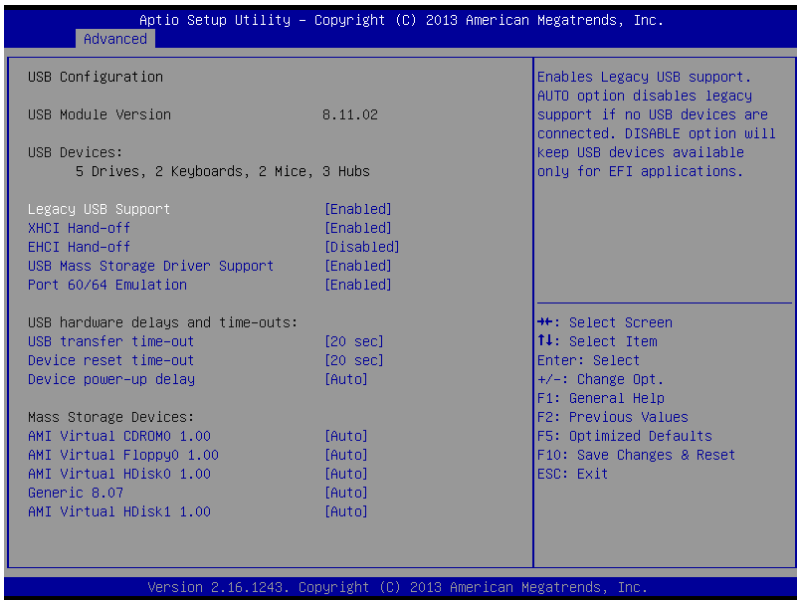 Aptio Setup Utility – Copyright (C) 2013 American Megatrends, Inc.
Advanced
USB Configuration
USB Module Version 8.11.02
USB Devices:
5 Drives, 2 Keyboards, 2 Mice, 3 Hubs
Legacy USB Support [Enabled]
XHCI Hand-off [Enabled]
EHCI Hand-off [Disabled]
USB Mass Storage Driver Support [Enabled]
Port 60/64 Emulation [Enabled]
USB hardware delays and time-outs:
USB transfer time-out [20 sec]
Device reset time-out [20 sec]
Device power-up delay [Auto]
Mass Storage Devices:
AMI Virtual CDROM0 1.00 [Auto]
AMI Virtual Floppy0 1.00 [Auto]
AMI Virtual HDisk0 1.00 [Auto]
Generic 8.07 [Auto]
AMI Virtual HDisk1 1.00 [Auto]
Enables Legacy USB support.
AUTO option disables legacy
support if no USB devices are
connected. DISABLE option will
keep USB devices available
only for EFI applications.
→←: Select Screen
↑↓: Select Item
Enter: Select
+/-: Change Opt.
F1: General Help
F2: Previous Values
F5: Optimized Defaults
F10: Save Changes & Reset
ESC: Exit
Version 2.16.1243. Copyright (C) 2013 American Megatrends, Inc.